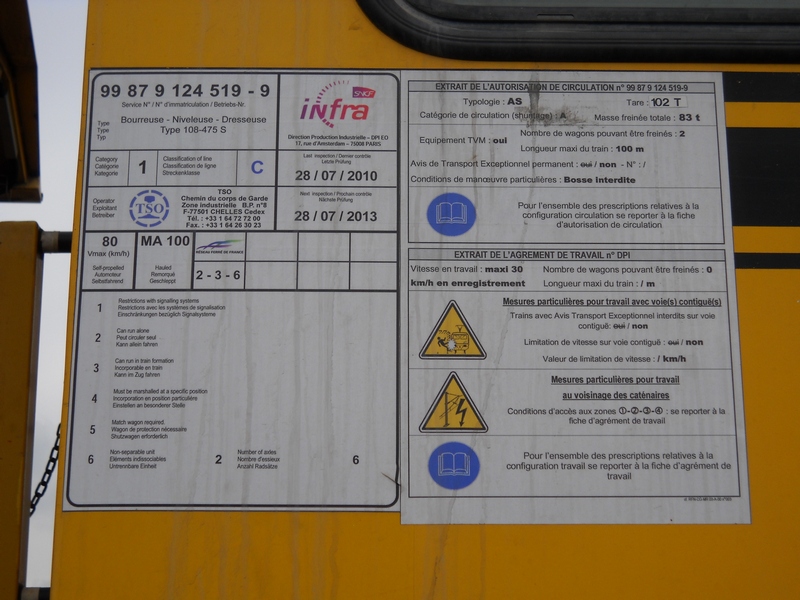 99 87 9 124 519 - 9
Service N° / N° d'immatriculation / Betriebs-Nr.
Type
Type
Typ
Bourreuse - Niveleuse - Dresseuse
Type 108-475 S
SNCF
infra
Direction Production Industrielle – DPI EO
17, rue d'Amsterdam – 75008 PARIS
Category
Catégorie
Kategorie
1
Classification of line
Classification de ligne
Streckenklasse
C
Last inspection / Dernier contrôle
Letzte Prüfung
28 / 07 / 2010
Operator
Exploitant
Betreiber
TSO
TSO
Chemin du corps de Garde
Zone industrielle B.P. n°8
F-77501 CHELLES Cedex
Tél. : +33 1 64 72 72 00
Fax. : +33 1 64 26 30 23
Next inspection / Prochain contrôle
Nächste Prüfung
28 / 07 / 2013
80
Vmax (km/h)
MA 100
RÉSEAU FERRÉ DE FRANCE
Self-propelled
Automoteur
Selbstfahrend
Hauled
Remorqué
Geschleppt
2 - 3 - 6
1
Restrictions with signalling systems
Restrictions avec les systèmes de signalisation
Einschränkungen bezüglich Signalsysteme
2
Can run alone
Peut circuler seul
Kann allein fahren
3
Can run in train formation
Incorporable en train
Kann im Zug fahren
4
Must be marshalled at a specific position
Incorporation en position particulière
Einstellen an besonderer Stelle
5
Match wagon required
Wagon de protection nécessaire
Schutzwagen erforderlich
6
Non-separable unit
Eléments indissociables
Untrennbare Einheit
2
Number of axles
Nombre d'essieux
Anzahl Radsätze
6
EXTRAIT DE L'AUTORISATION DE CIRCULATION n° 99 87 9 124 519-9
Typologie : AS
Tare : 102 T
Catégorie de circulation (shuntage) : A
Masse freinée totale : 83 t
Equipement TVM : oui
Nombre de wagons pouvant être freinés : 2
Longueur maxi du train : 100 m
Avis de Transport Exceptionnel permanent : oui / non - N° : /
Conditions de manœuvre particulières : Bosse interdite
Pour l'ensemble des prescriptions relatives à la
configuration circulation se reporter à la fiche
d'autorisation de circulation
EXTRAIT DE L'AGREMENT DE TRAVAIL n° DPI
Vitesse en travail : maxi 30
km/h en enregistrement
Nombre de wagons pouvant être freinés : 0
Longueur maxi du train : / m
Mesures particulières pour travail avec voie(s) contiguë(s)
Trains avec Avis Transport Exceptionnel interdits sur voie
contiguë: oui / non
Limitation de vitesse sur voie contiguë : oui / non
Valeur de limitation de vitesse : / km/h
Mesures particulières pour travail
au voisinage des caténaires
Conditions d'accès aux zones ①-②-③-④ : se reporter à la
fiche d'agrément de travail
Pour l'ensemble des prescriptions relatives à la
configuration travail se reporter à la fiche d'agrément de
travail